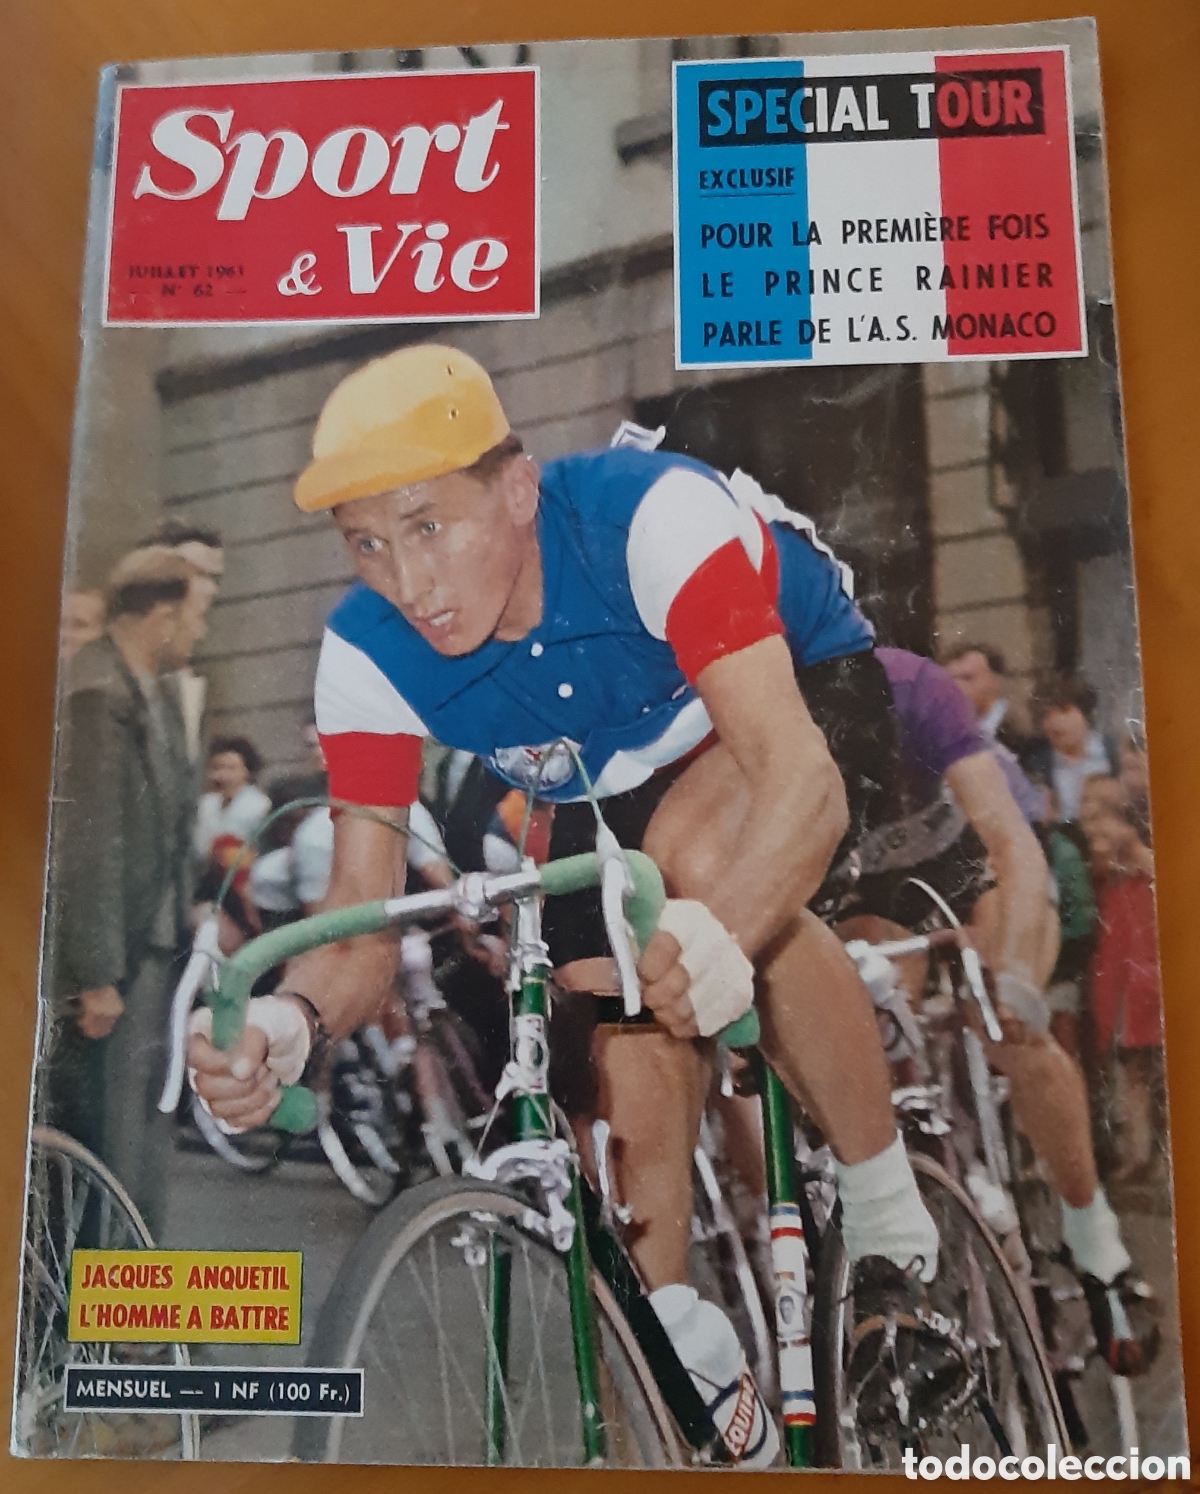 Sport
& Vie
JUILLET 1961
— N° 62 —
SPECIAL TOUR
EXCLUSIF
POUR LA PREMIÈRE FOIS
LE PRINCE RAINIER
PARLE DE L'A.S. MONACO
JACQUES ANQUETIL
L'HOMME A BATTRE
MENSUEL — 1 NF (100 Fr.)
todocoleccion